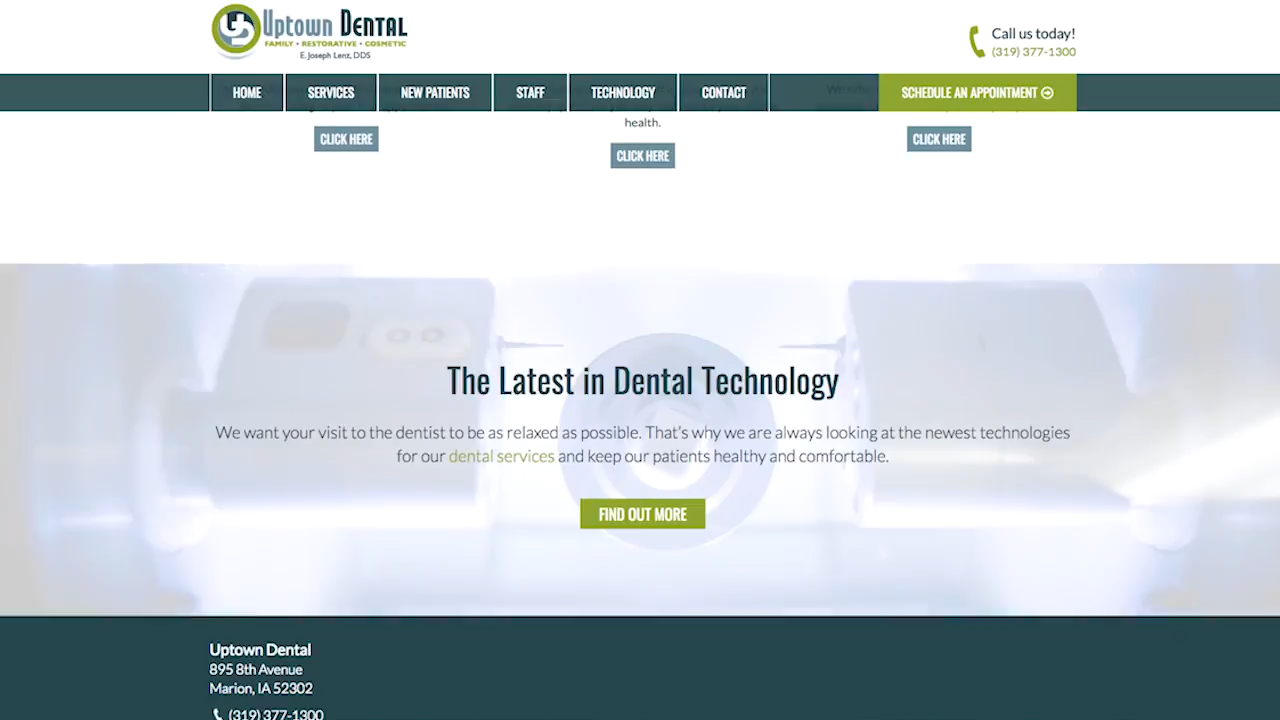 Uptown Dental
FAMILY • RESTORATIVE • COSMETIC
E. Joseph Lenz, DDS
Call us today!
(319) 377-1300
HOME
SERVICES
NEW PATIENTS
STAFF
TECHNOLOGY
CONTACT
SCHEDULE AN APPOINTMENT
health.
CLICK HERE
CLICK HERE
CLICK HERE
The Latest in Dental Technology
We want your visit to the dentist to be as relaxed as possible. That's why we are always looking at the newest technologies
for our dental services and keep our patients healthy and comfortable.
FIND OUT MORE
Uptown Dental
895 8th Avenue
Marion, IA 52302
(319) 377-1300